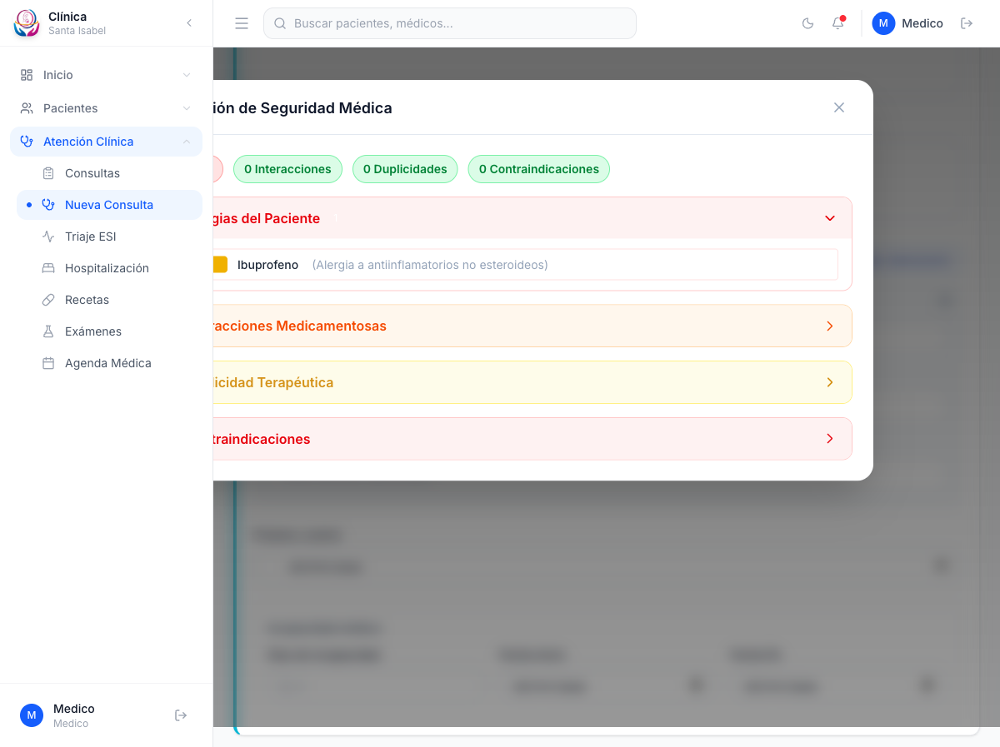 Clínica
Santa Isabel
Buscar pacientes, médicos...
M
Medico
Inicio
Pacientes
Atención Clínica
Consultas
Nueva Consulta
Triaje ESI
Hospitalización
Recetas
Exámenes
Agenda Médica
M
Medico
Medico
ión de Seguridad Médica
0 Interacciones
0 Duplicidades
0 Contraindicaciones
gias del Paciente
Ibuprofeno (Alergia a antiinflamatorios no esteroideos)
racciones Medicamentosas
licidad Terapéutica
traindicaciones